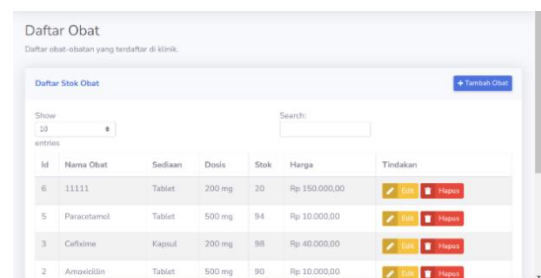 Daftar Obat
Daftar obat-obatan yang terdaftar di klinik.
Daftar Stok Obat
+ Tambah Obat
Show
10
entries
Search:
Id Nama Obat Sediaan Dosis Stok Harga Tindakan
6 11111 Tablet 200 mg 20 Rp 150.000,00 Edit Hapus
5 Paracetamol Tablet 500 mg 94 Rp 10.000,00 Edit Hapus
3 Cefixime Kapsul 200 mg 98 Rp 40.000,00 Edit Hapus
2 Amoxicillin Tablet 500 mg 90 Rp 10.000,00 Edit Hapus